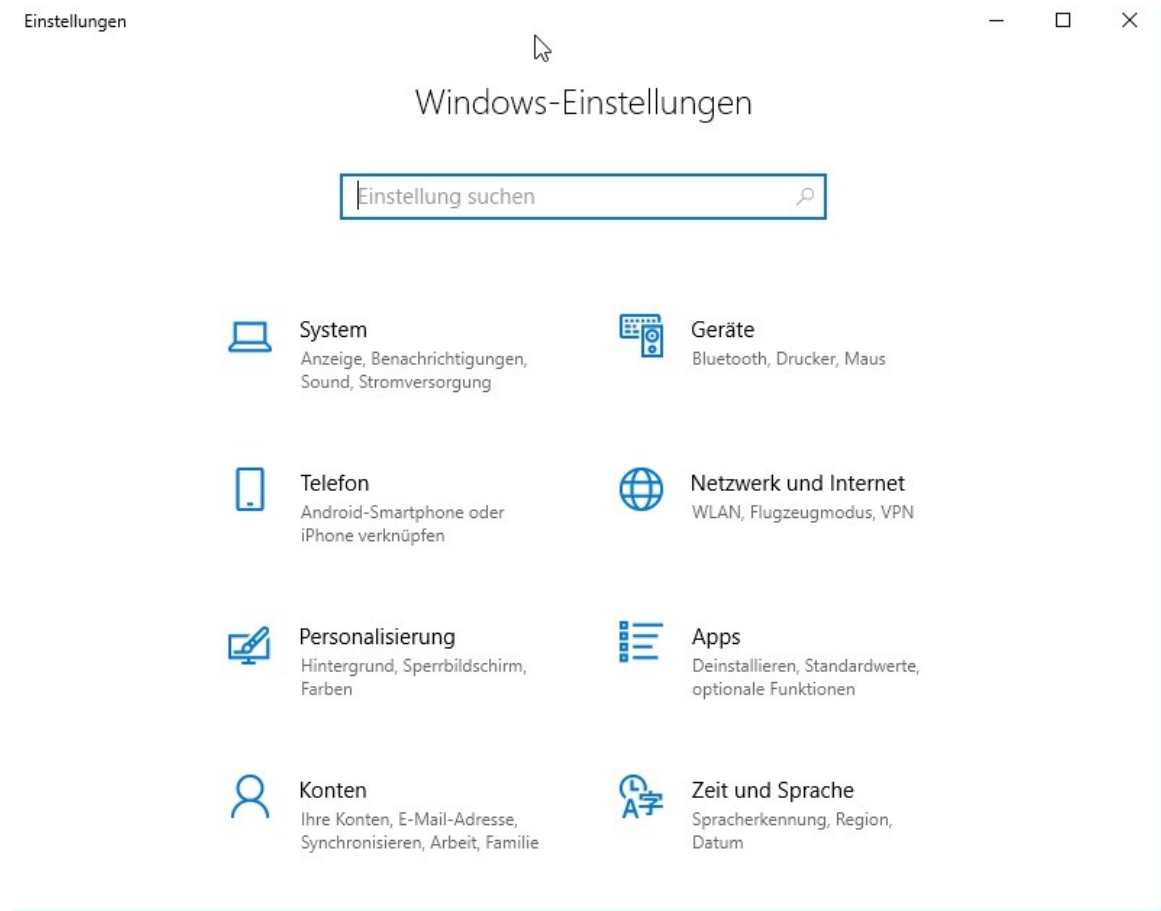 Einstellungen
Windows-Einstellungen
Einstellung suchen
System
Anzeige, Benachrichtigungen,
Sound, Stromversorgung
Geräte
Bluetooth, Drucker, Maus
Telefon
Android-Smartphone oder
iPhone verknüpfen
Netzwerk und Internet
WLAN, Flugzeugmodus, VPN
Personalisierung
Hintergrund, Sperrbildschirm,
Farben
Apps
Deinstallieren, Standardwerte,
optionale Funktionen
Konten
Ihre Konten, E-Mail-Adresse,
Synchronisieren, Arbeit, Familie
Zeit und Sprache
Spracherkennung, Region,
Datum